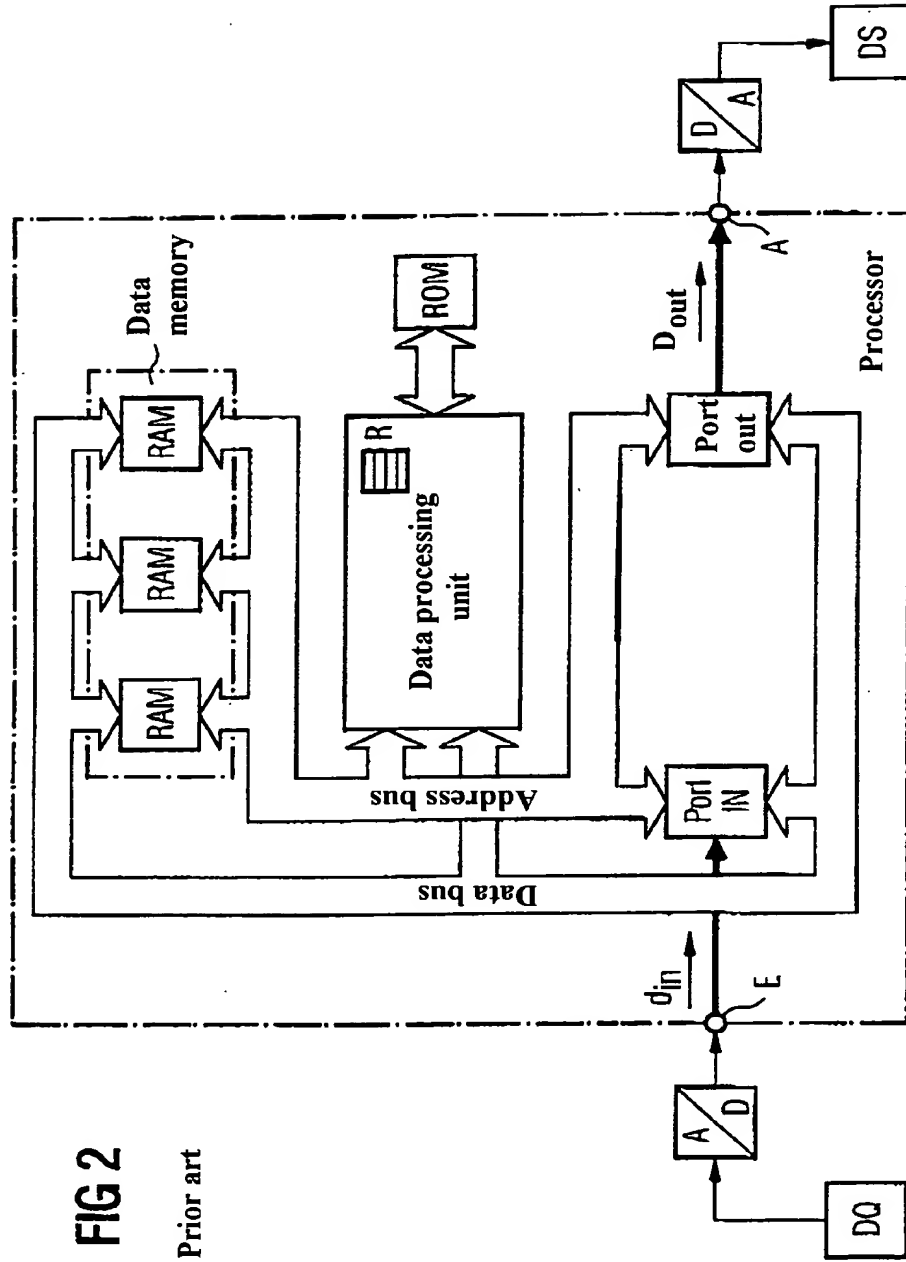 FIG 2
Prior art
Data
memory
RAM
RAM
RAM
Data processing
unit
R
ROM
Address bus
Data bus
Port
IN
Port
out
d_in
E
D_out
A
Processor
DQ
A
D
D
A
DS